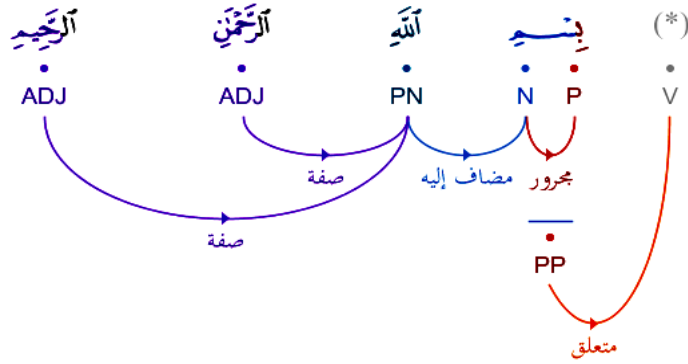 (*) بِسْمِ ٱللَّهِ ٱلرَّحْمَٰنِ ٱلرَّحِيمِ
V P N PN ADJ ADJ
مجرور مضاف إليه صفة
صفة
PP
متعلق